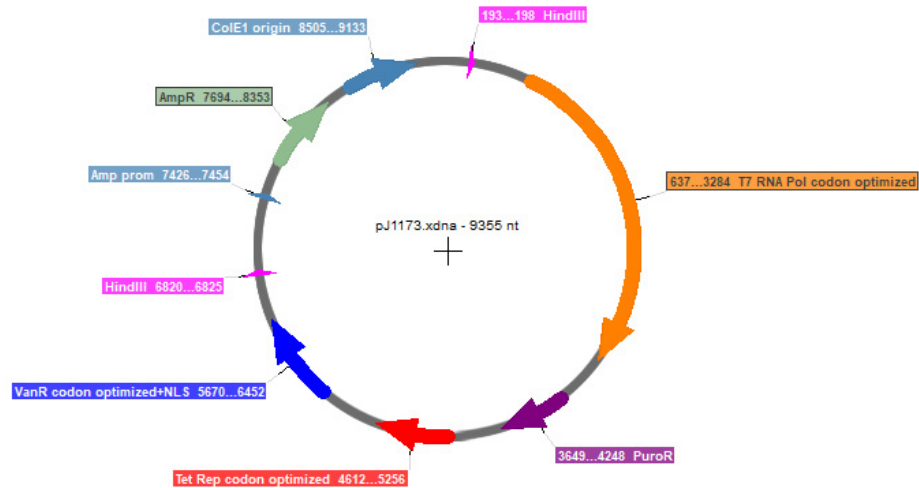 193...198 HindIII
ColE1 origin 8505...9133
AmpR 7694...8353
Amp prom 7426...7454
637...3284 T7 RNA Pol codon optimized
pJ1173.xdna - 9355 nt
HindIII 6820...6825
VanR codon optimized+NLS 5670...6452
3649...4248 PuroR
Tet Rep codon optimized 4612...5256